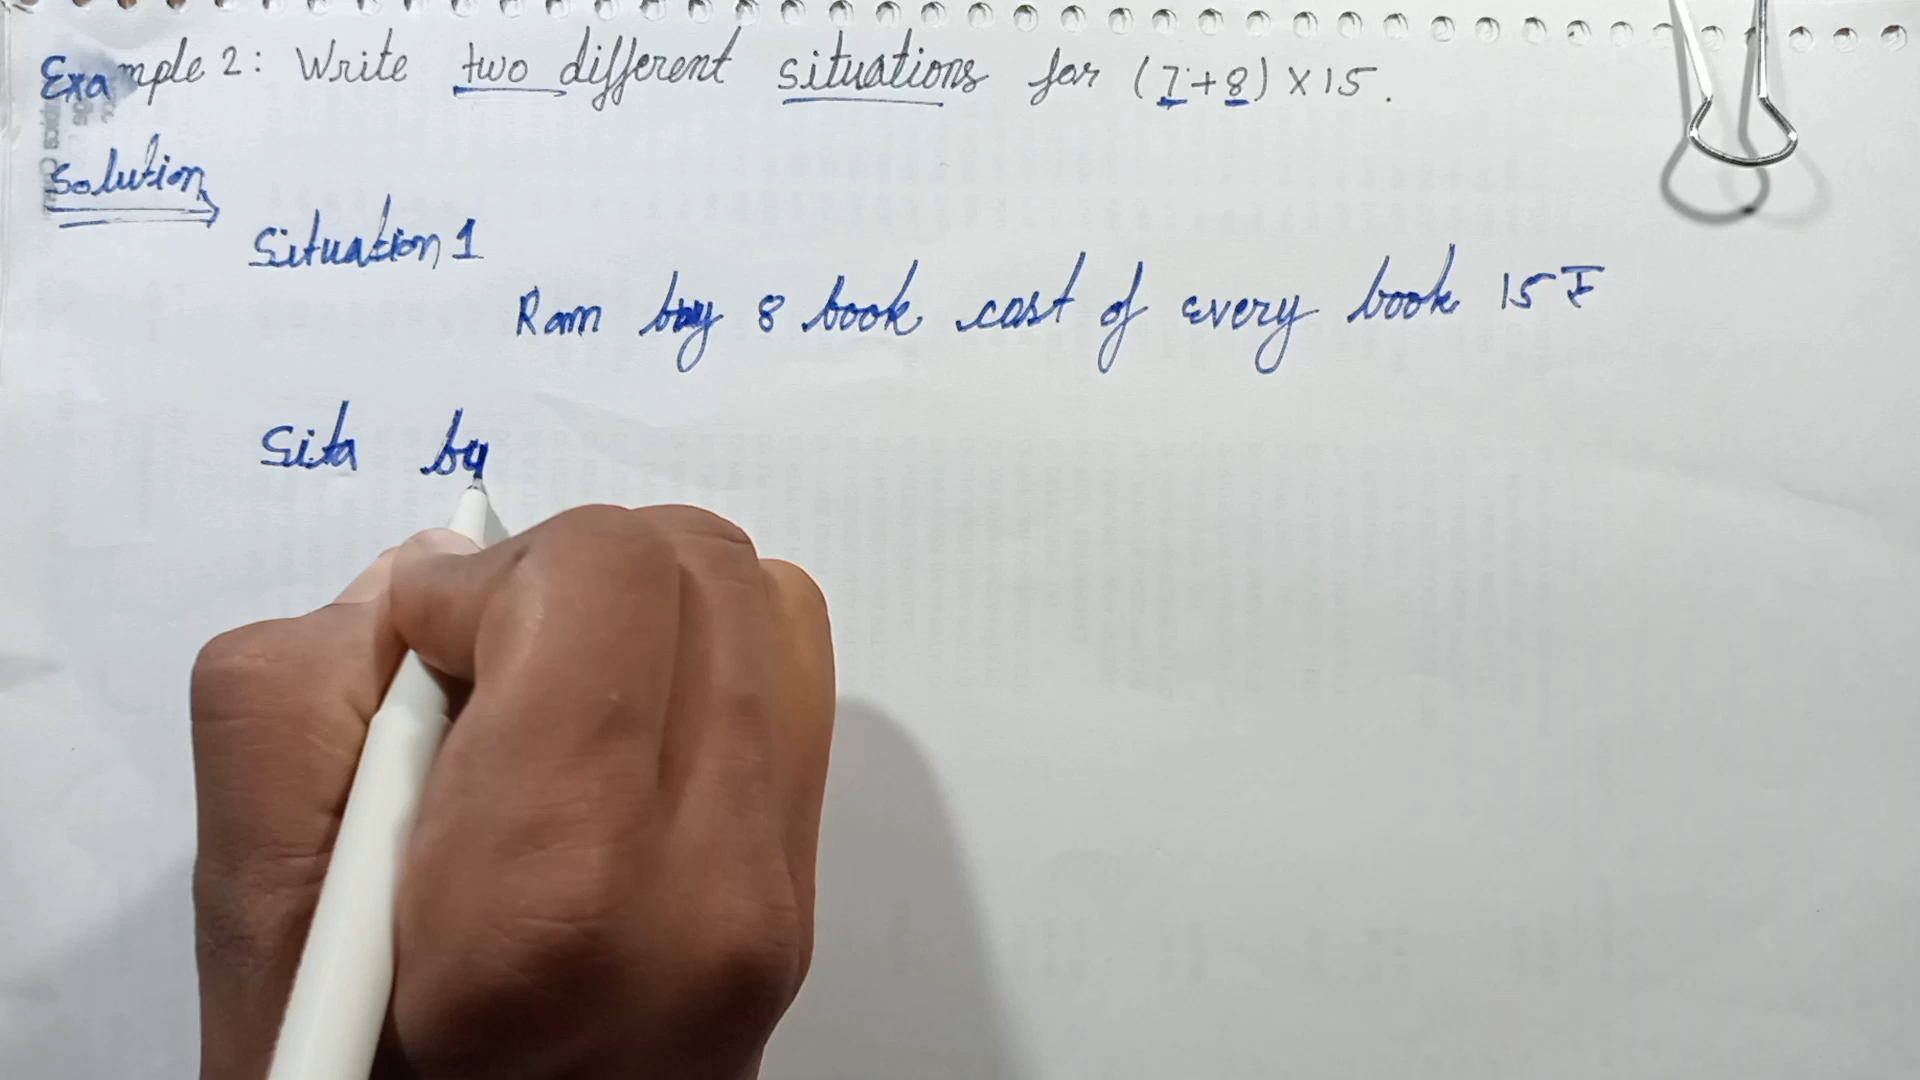 Example 2: Write two different situations for (7+8) × 15.
Solution
Situation 1
Ram buy 8 book cost of every book 15 ₹
Sita bu